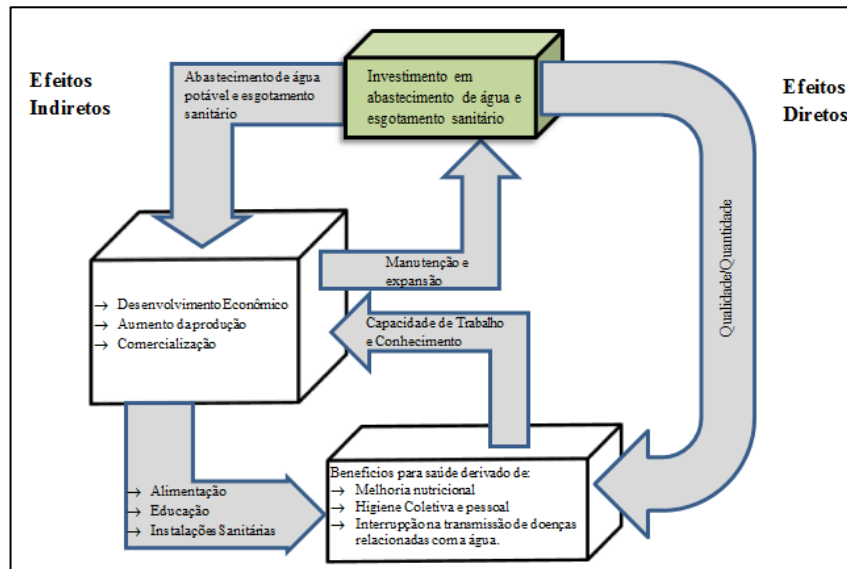 Efeitos
Indiretos
Abastecimento de água
potável e esgotamento
sanitário
Investimento em
abastecimento de água e
esgotamento sanitário
Efeitos
Diretos
Qualidade/Quantidade
Manutenção e
expansão
→ Desenvolvimento Econômico
→ Aumento da produção
→ Comercialização
Capacidade de Trabalho
e Conhecimento
→ Alimentação
→ Educação
→ Instalações Sanitárias
Beneficios para saúde derivado de:
→ Melhoria nutricional
→ Higiene Coletiva e pessoal
→ Interrupção na transmissão de doenças
relacionadas com a água.